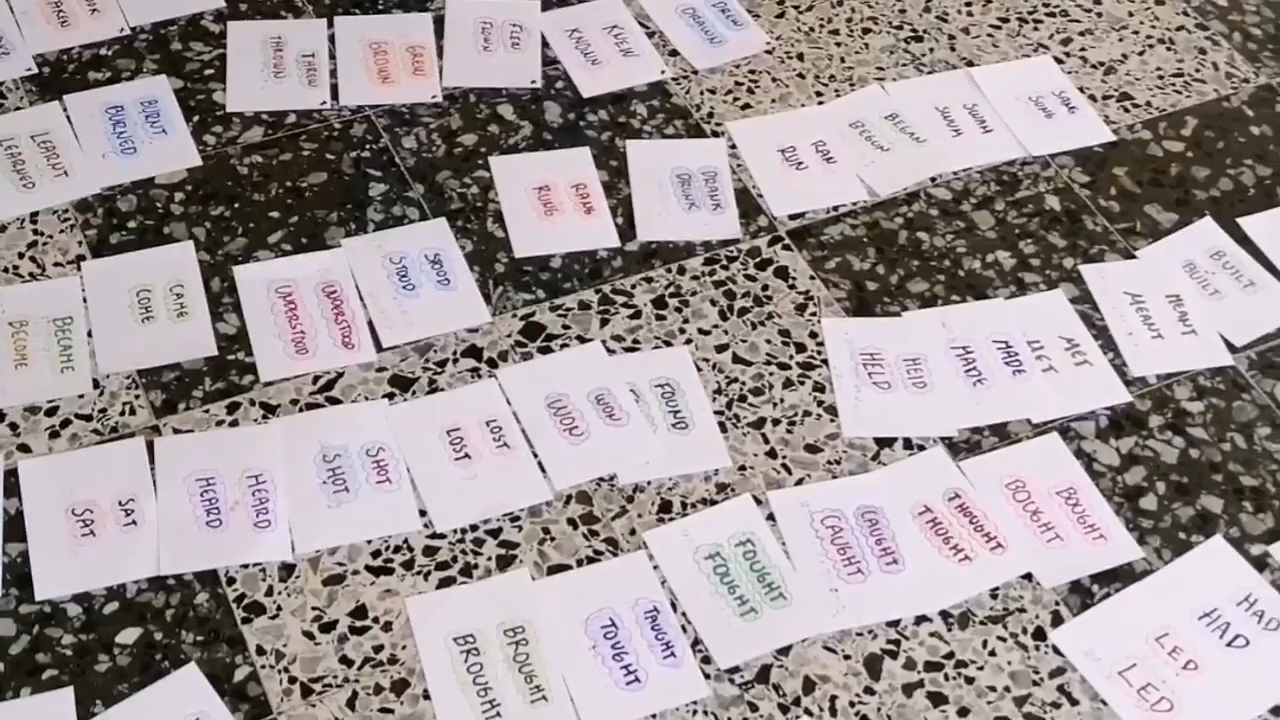 THREW
THROWN
GREW
GROWN
FLEW
FLOWN
KNEW
KNOWN
DREW
DRAWN
LEARNT
LEARNED
BURNT
BURNED
RANG
RUNG
DRANK
DRUNK
RAN
RUN
BEGAN
BEGUN
SWAM
SWUM
SANG
SUNG
BECAME
BECOME
CAME
COME
UNDERSTOOD
UNDERSTOOD
STOOD
STOOD
HELD
HELD
MADE
MADE
MET
MET
MEANT
MEANT
BUILT
BUILT
SAT
SAT
HEARD
HEARD
SHOT
SHOT
LOST
LOST
WON
WON
FOUND
BROUGHT
BROUGHT
TAUGHT
TOUGHT
FOUGHT
FOUGHT
CAUGHT
CAUGHT
THOUGHT
THOUGHT
BOUGHT
BOUGHT
HAD
HAD
LED
LED